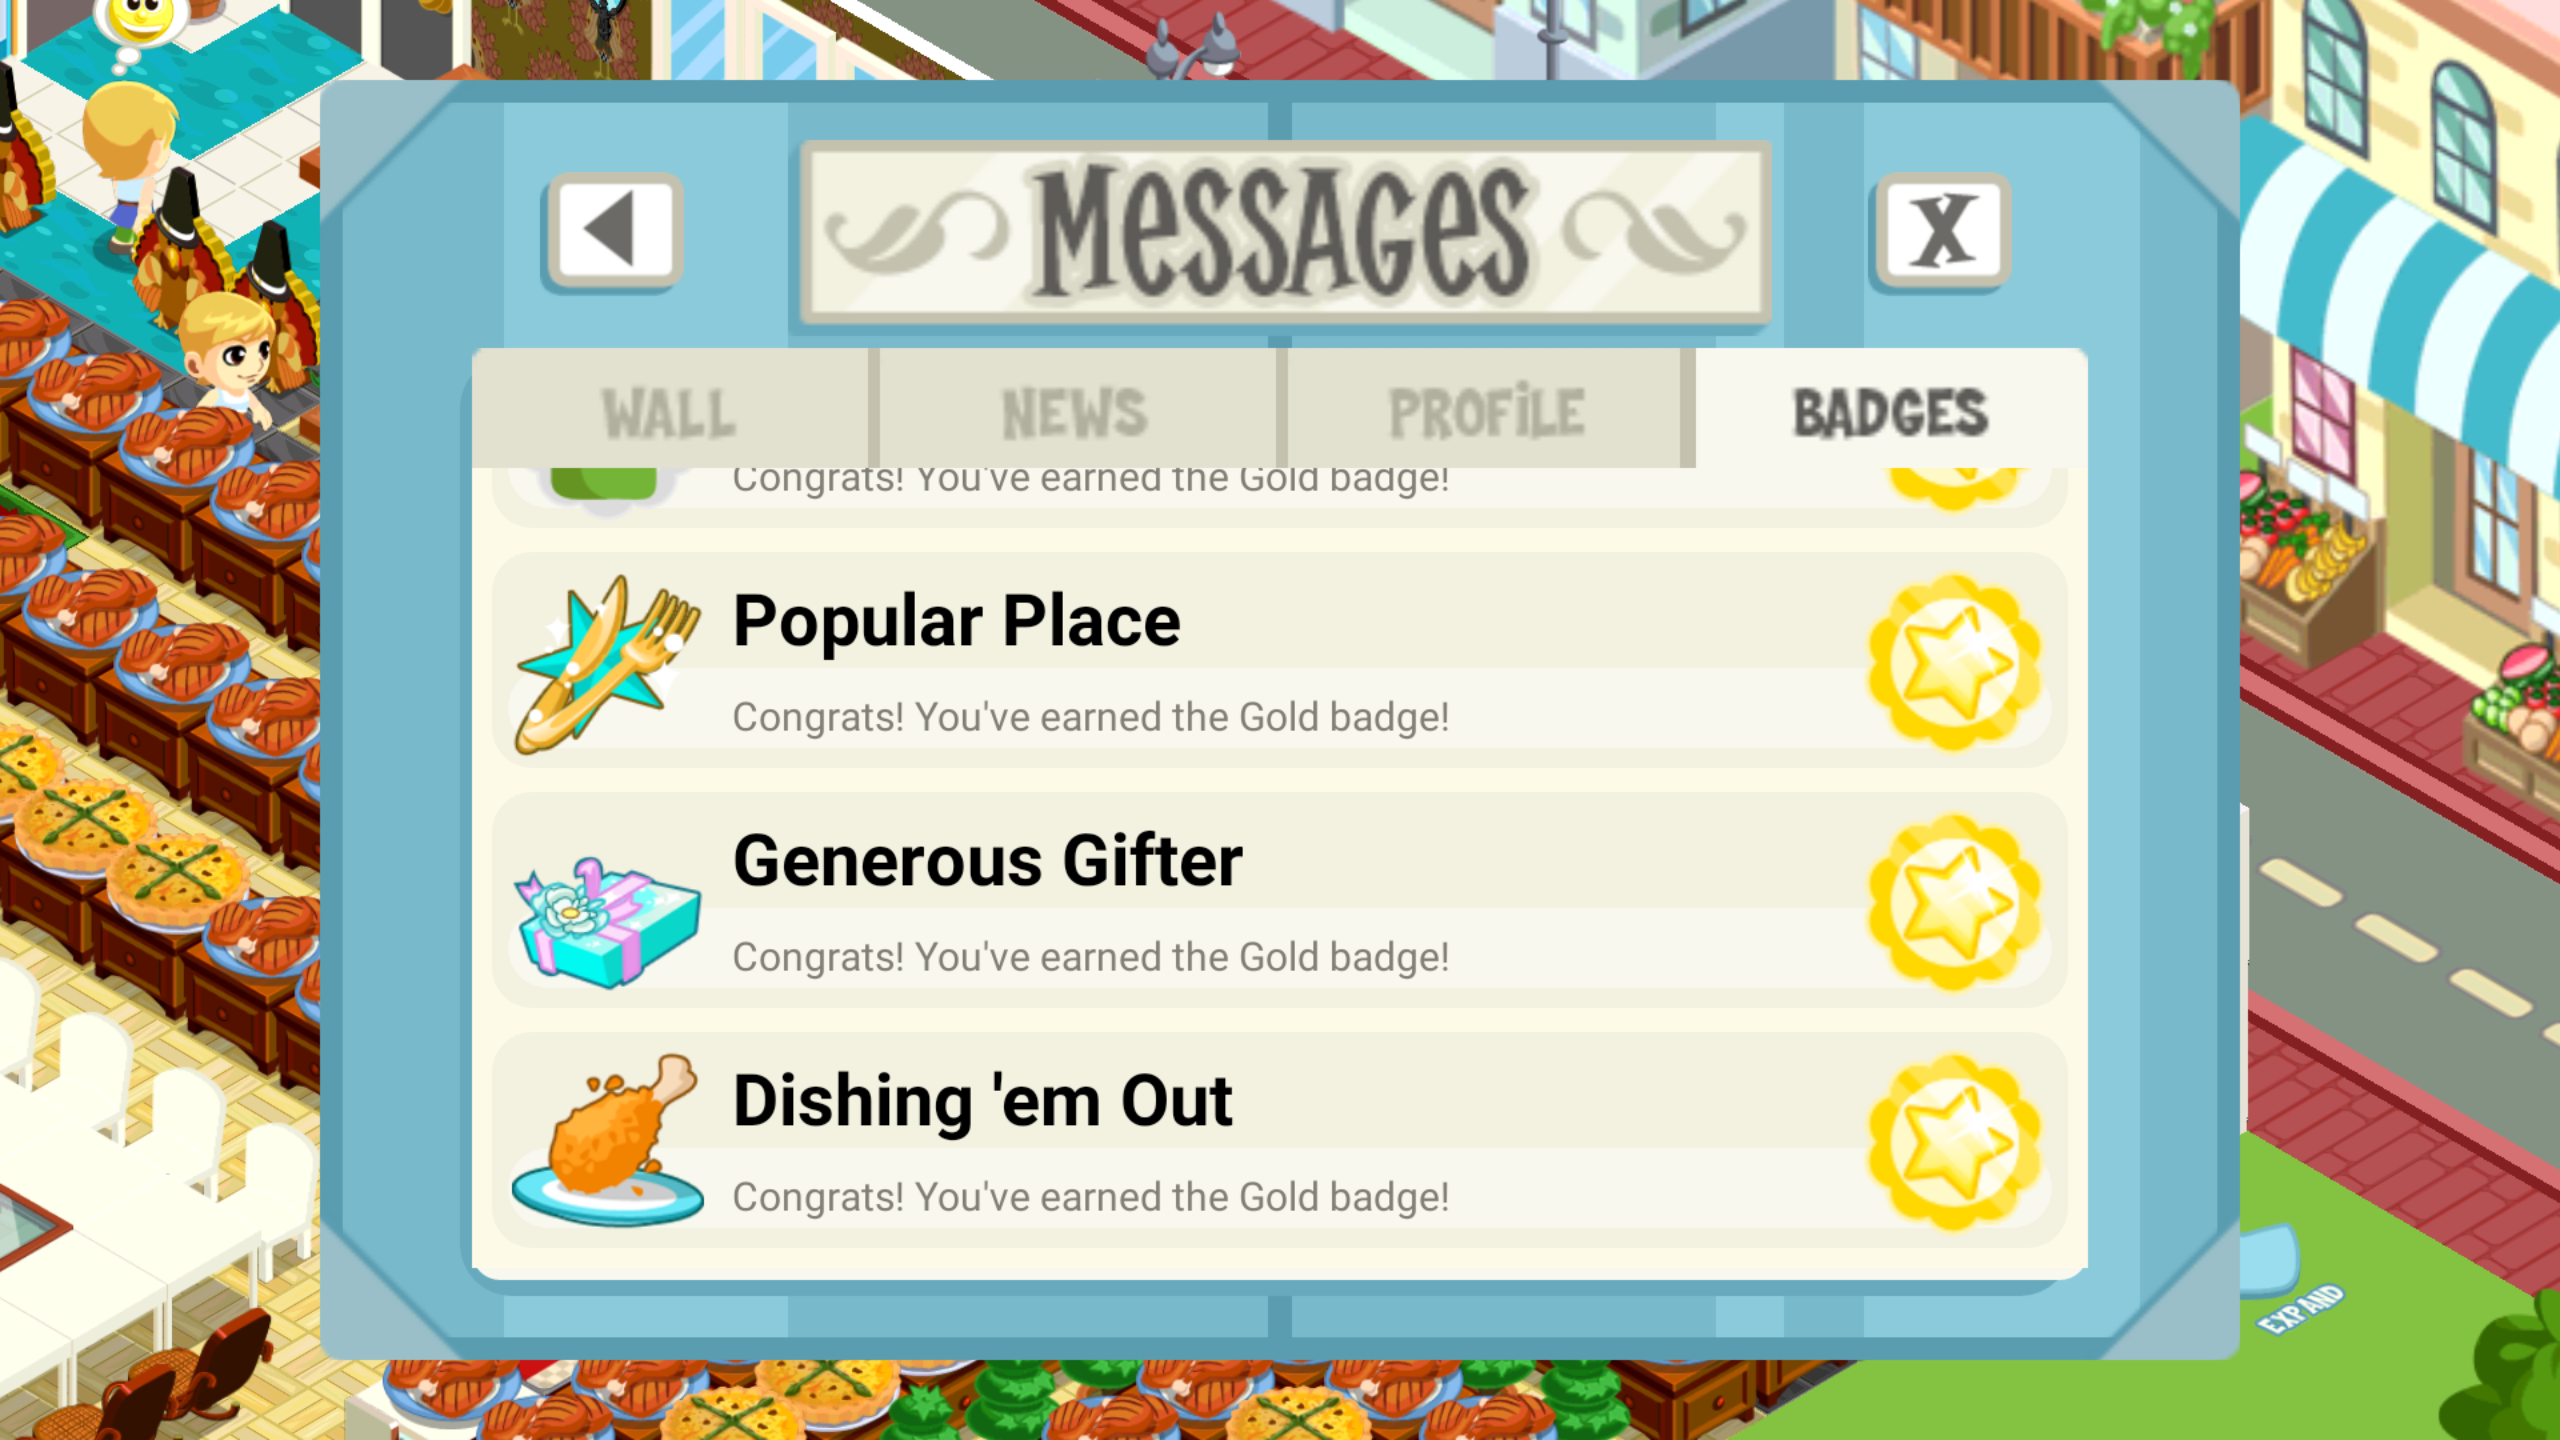 MESSAGES
X
WALL
NEWS
PROFILE
BADGES
Congrats! You've earned the Gold badge!
Popular Place
Congrats! You've earned the Gold badge!
Generous Gifter
Congrats! You've earned the Gold badge!
Dishing 'em Out
Congrats! You've earned the Gold badge!
EXPAND